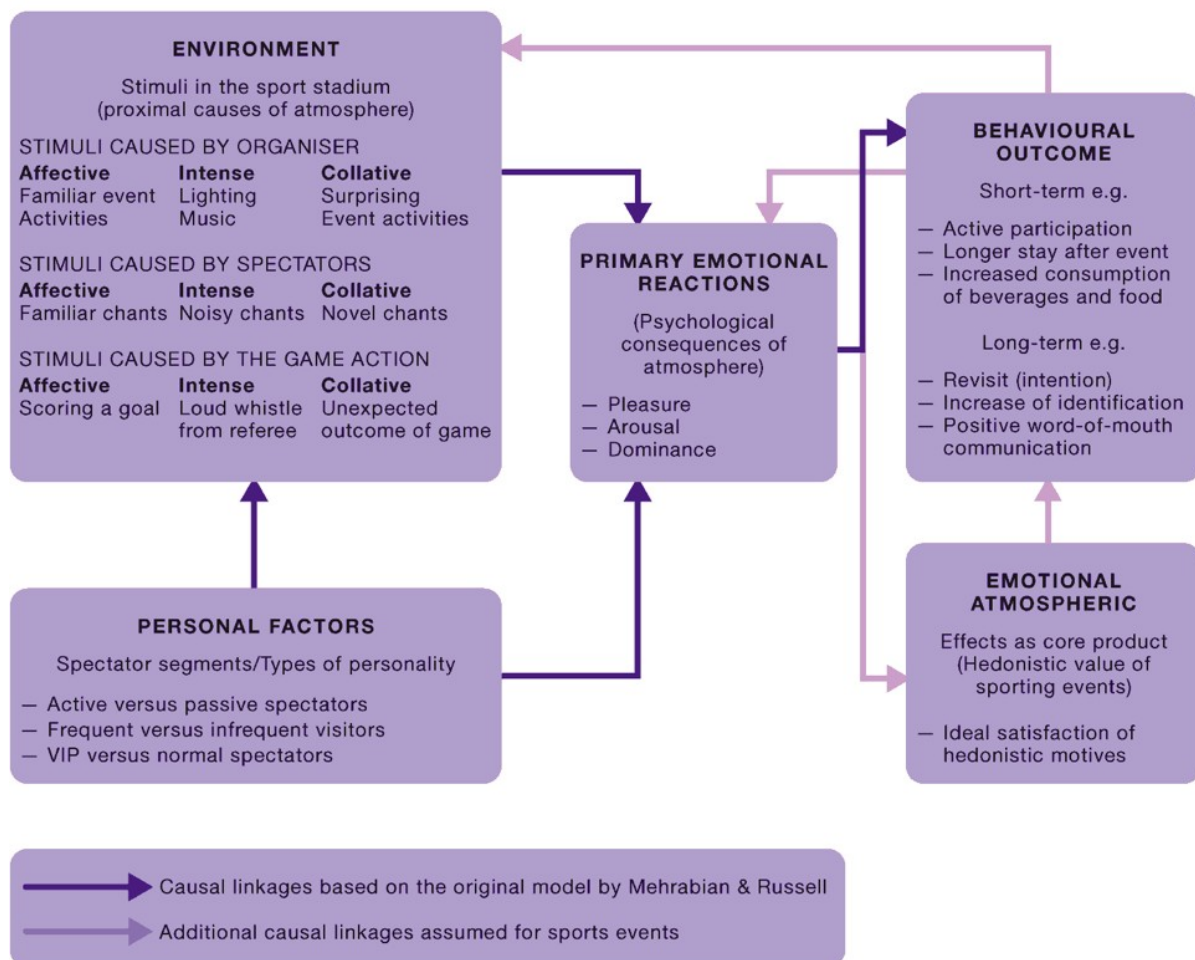 ENVIRONMENT
Stimuli in the sport stadium
(proximal causes of atmosphere)
STIMULI CAUSED BY ORGANISER
Affective Intense Collative
Familiar event Lighting Surprising
Activities Music Event activities
STIMULI CAUSED BY SPECTATORS
Affective Intense Collative
Familiar chants Noisy chants Novel chants
STIMULI CAUSED BY THE GAME ACTION
Affective Intense Collative
Scoring a goal Loud whistle Unexpected
from referee outcome of game
PRIMARY EMOTIONAL
REACTIONS
(Psychological
consequences of
atmosphere)
— Pleasure
— Arousal
— Dominance
BEHAVIOURAL
OUTCOME
Short-term e.g.
— Active participation
— Longer stay after event
— Increased consumption
of beverages and food
Long-term e.g.
— Revisit (intention)
— Increase of identification
— Positive word-of-mouth
communication
PERSONAL FACTORS
Spectator segments/Types of personality
— Active versus passive spectators
— Frequent versus infrequent visitors
— VIP versus normal spectators
EMOTIONAL
ATMOSPHERIC
Effects as core product
(Hedonistic value of
sporting events)
— Ideal satisfaction of
hedonistic motives
Causal linkages based on the original model by Mehrabian & Russell
Additional causal linkages assumed for sports events